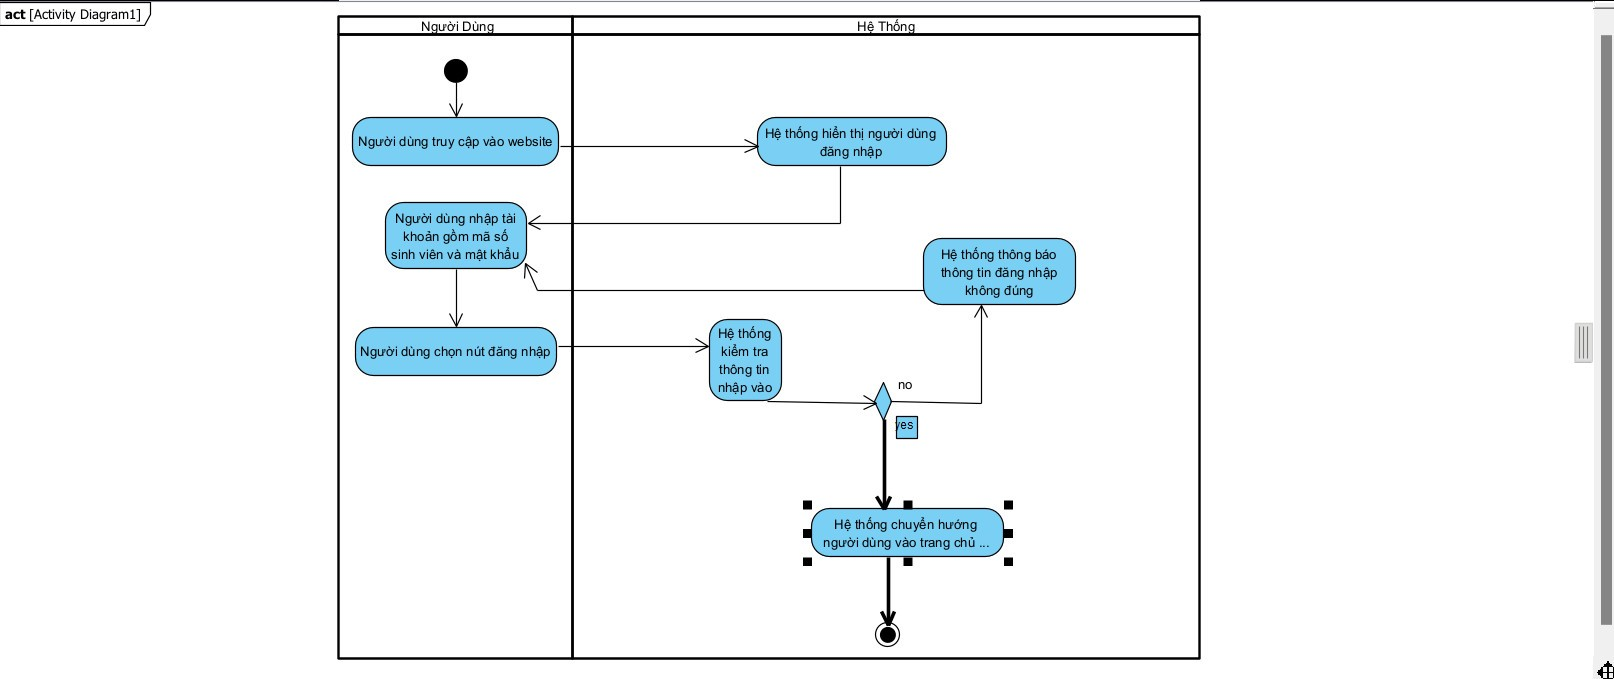 act [Activity Diagram1]
Người Dùng
Hệ Thống
Người dùng truy cập vào website
Hệ thống hiển thị người dùng
đăng nhập
Người dùng nhập tài
khoản gồm mã số
sinh viên và mật khẩu
Hệ thống thông báo
thông tin đăng nhập
không đúng
Người dùng chọn nút đăng nhập
Hệ thống
kiểm tra
thông tin
nhập vào
no
yes
Hệ thống chuyển hướng
người dùng vào trang chủ ...